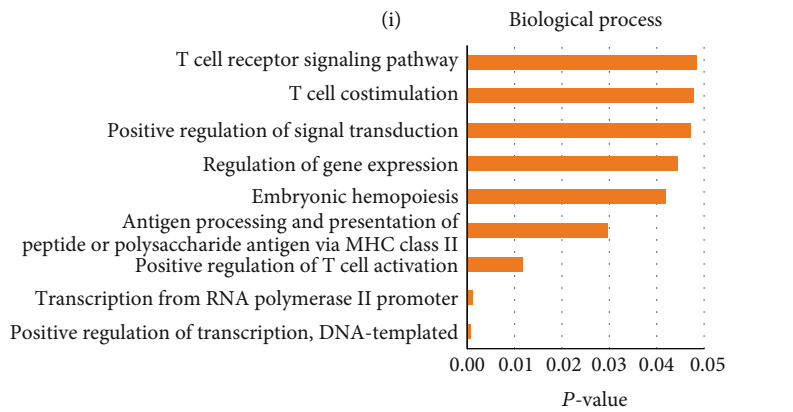 (i)
Biological process
T cell receptor signaling pathway
T cell costimulation
Positive regulation of signal transduction
Regulation of gene expression
Embryonic hemopoiesis
Antigen processing and presentation of
peptide or polysaccharide antigen via MHC class II
Positive regulation of T cell activation
Transcription from RNA polymerase II promoter
Positive regulation of transcription, DNA-templated
0.00 0.01 0.02 0.03 0.04 0.05
P-value